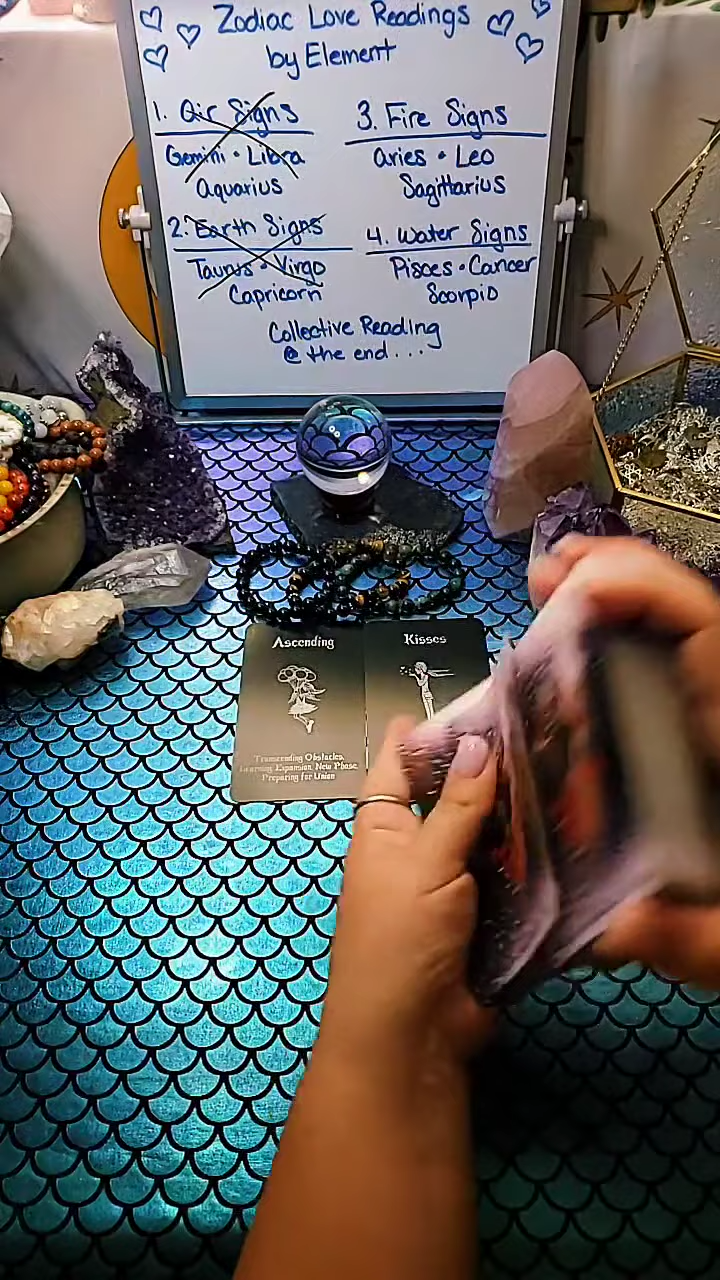 Zodiac Love Readings
by Element
1. Air Signs
Gemini • Libra
Aquarius
2. Earth Signs
Taurus • Virgo
Capricorn
3. Fire Signs
Aries • Leo
Sagittarius
4. Water Signs
Pisces • Cancer
Scorpio
Collective Reading
@ the end...
Ascending
Transcending Obstacles,
Learning Expansion, New Phase,
Preparing for Union
Kisses